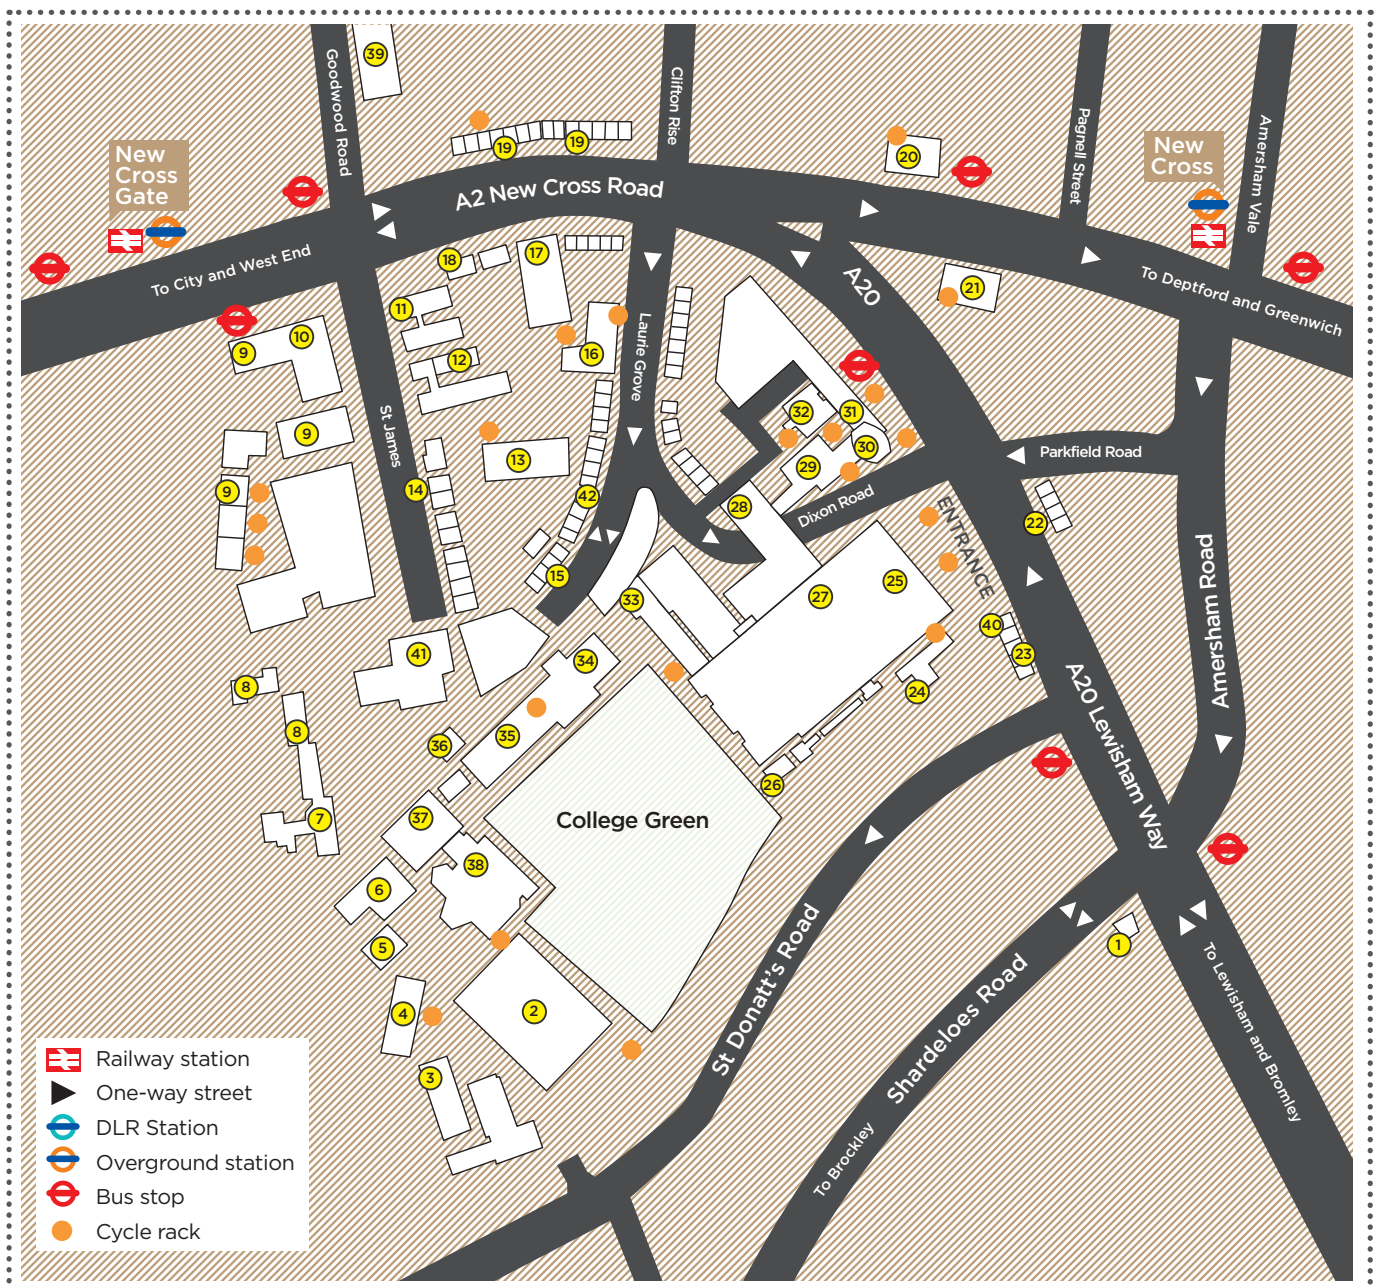 39
Goodwood Road
Clifton Rise
Pagnell Street
Amersham Vale
19
19
20
New
Cross
Gate
New
Cross
A2 New Cross Road
To City and West End
18
17
A20
21
To Deptford and Greenwich
11
10
9
12
16
Laurie Grove
St James
32
31
30
29
9
13
Parkfield Road
9
14
42
28
Dixon Road
ENTRANCE
22
15
33
27
25
Amersham Road
40
23
41
34
24
8
8
36
35
26
A20 Lewisham Way
7
37
College Green
38
6
5
1
4
2
St Donatt's Road
Shardeloes Road
To Lewisham and Bromley
3
To Brockley
Railway station
One-way street
DLR Station
Overground station
Bus stop
Cycle rack